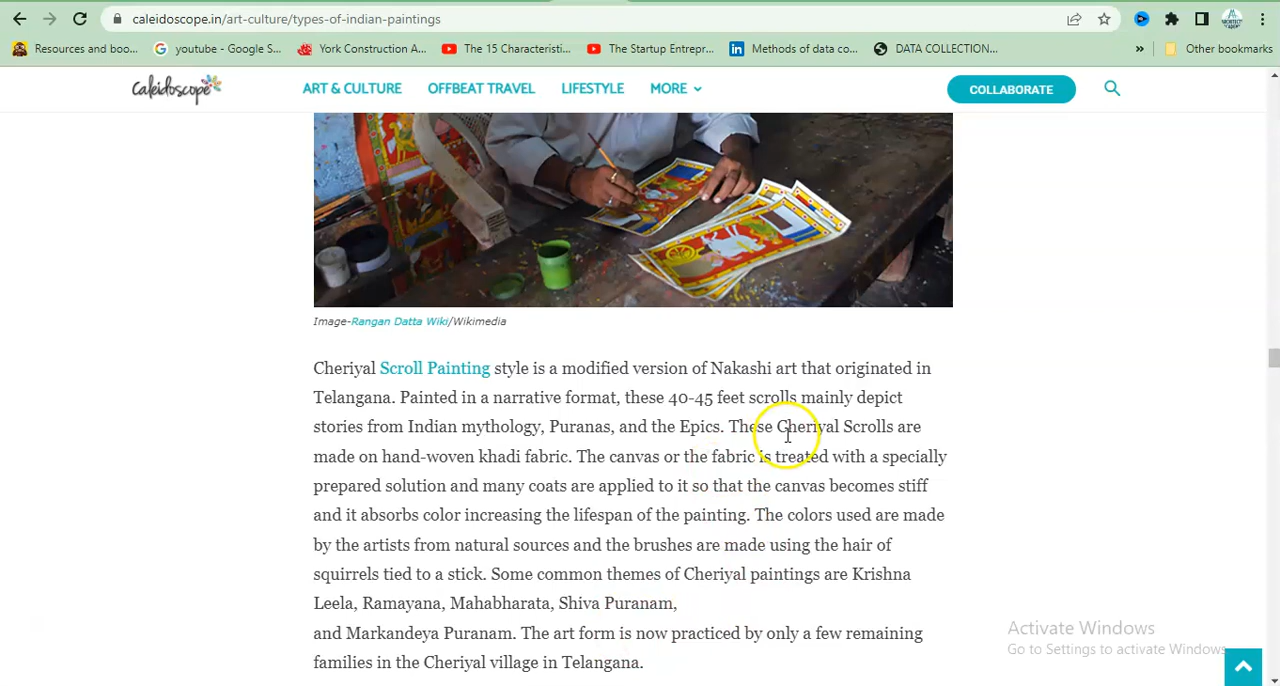 caleidoscope.in/art-culture/types-of-indian-paintings
Resources and boo...
youtube - Google S...
York Construction A...
The 15 Characteristi...
The Startup Entrepr...
Methods of data co...
DATA COLLECTION...
»
Other bookmarks
Caleidoscope
ART & CULTURE
OFFBEAT TRAVEL
LIFESTYLE
MORE
COLLABORATE
Image-Rangan Datta Wiki/Wikimedia
Cheriyal Scroll Painting style is a modified version of Nakashi art that originated in
Telangana. Painted in a narrative format, these 40-45 feet scrolls mainly depict
stories from Indian mythology, Puranas, and the Epics. These Cheriyal Scrolls are
made on hand-woven khadi fabric. The canvas or the fabric is treated with a specially
prepared solution and many coats are applied to it so that the canvas becomes stiff
and it absorbs color increasing the lifespan of the painting. The colors used are made
by the artists from natural sources and the brushes are made using the hair of
squirrels tied to a stick. Some common themes of Cheriyal paintings are Krishna
Leela, Ramayana, Mahabharata, Shiva Puranam,
and Markandeya Puranam. The art form is now practiced by only a few remaining
families in the Cheriyal village in Telangana.
Activate Windows
Go to Settings to activate Windows.